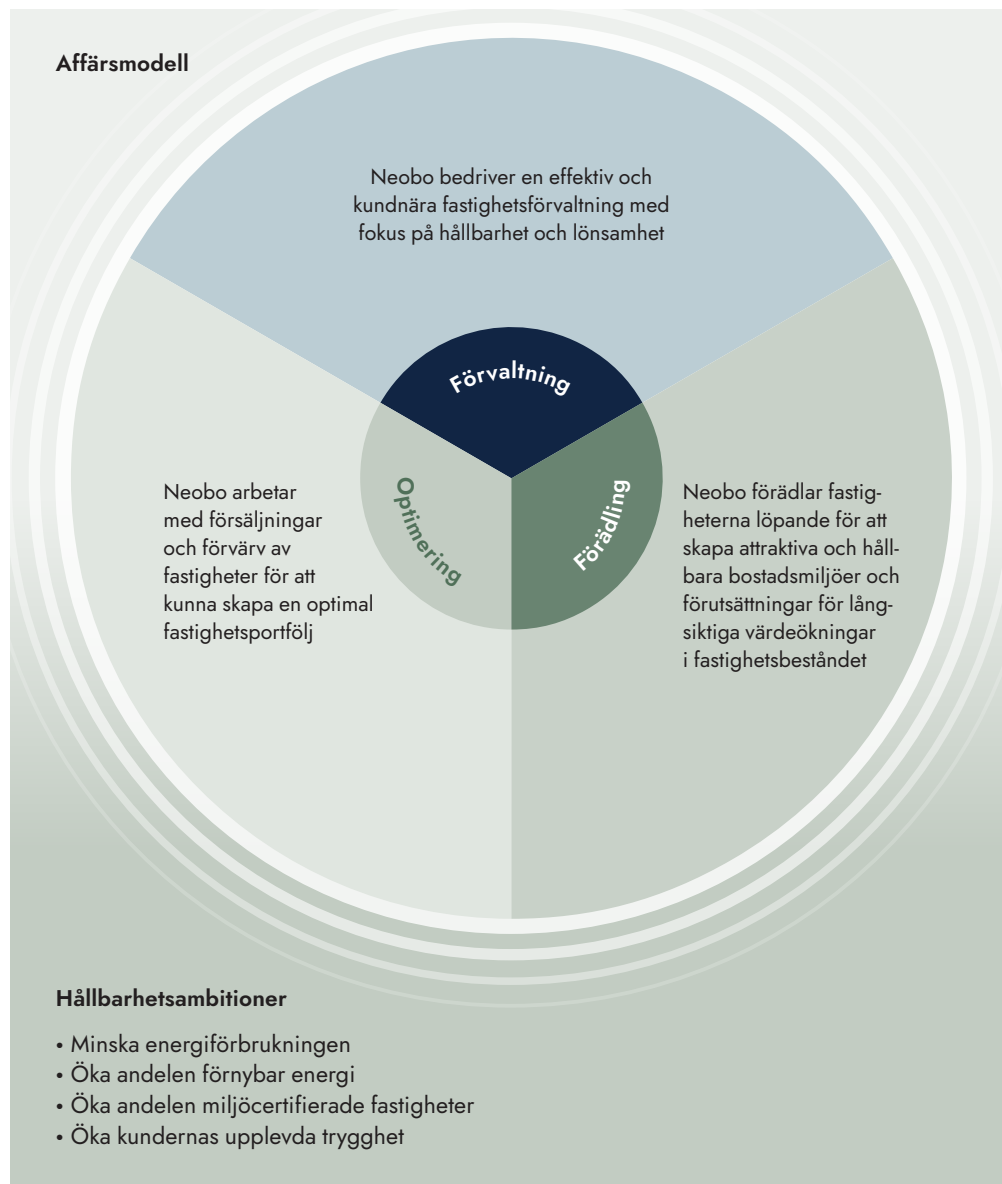 Affärsmodell
Neobo bedriver en effektiv och
kundnära fastighetsförvaltning med
fokus på hållbarhet och lönsamhet
Förvaltning
Optimering
Förädling
Neobo arbetar
med försäljningar
och förvärv av
fastigheter för att
kunna skapa en optimal
fastighetsportfölj
Neobo förädlar fastig-
heterna löpande för att
skapa attraktiva och håll-
bara bostadsmiljöer och
förutsättningar för lång-
siktiga värdeökningar
i fastighetsbeståndet
Hållbarhetsambitioner
• Minska energiförbrukningen
• Öka andelen förnybar energi
• Öka andelen miljöcertifierade fastigheter
• Öka kundernas upplevda trygghet